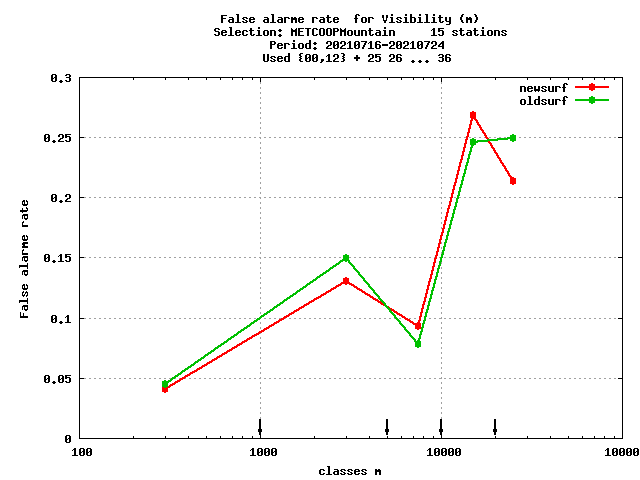 False alarme rate  for Visibility (m)
Selection: METCOOPMountain     15 stations
Period: 20210716-20210724
Used {00,12} + 25 26 ... 36
newsurf
oldsurf
False alarme rate
0.3
0.25
0.2
0.15
0.1
0.05
0
100 1000 10000 10000
classes m